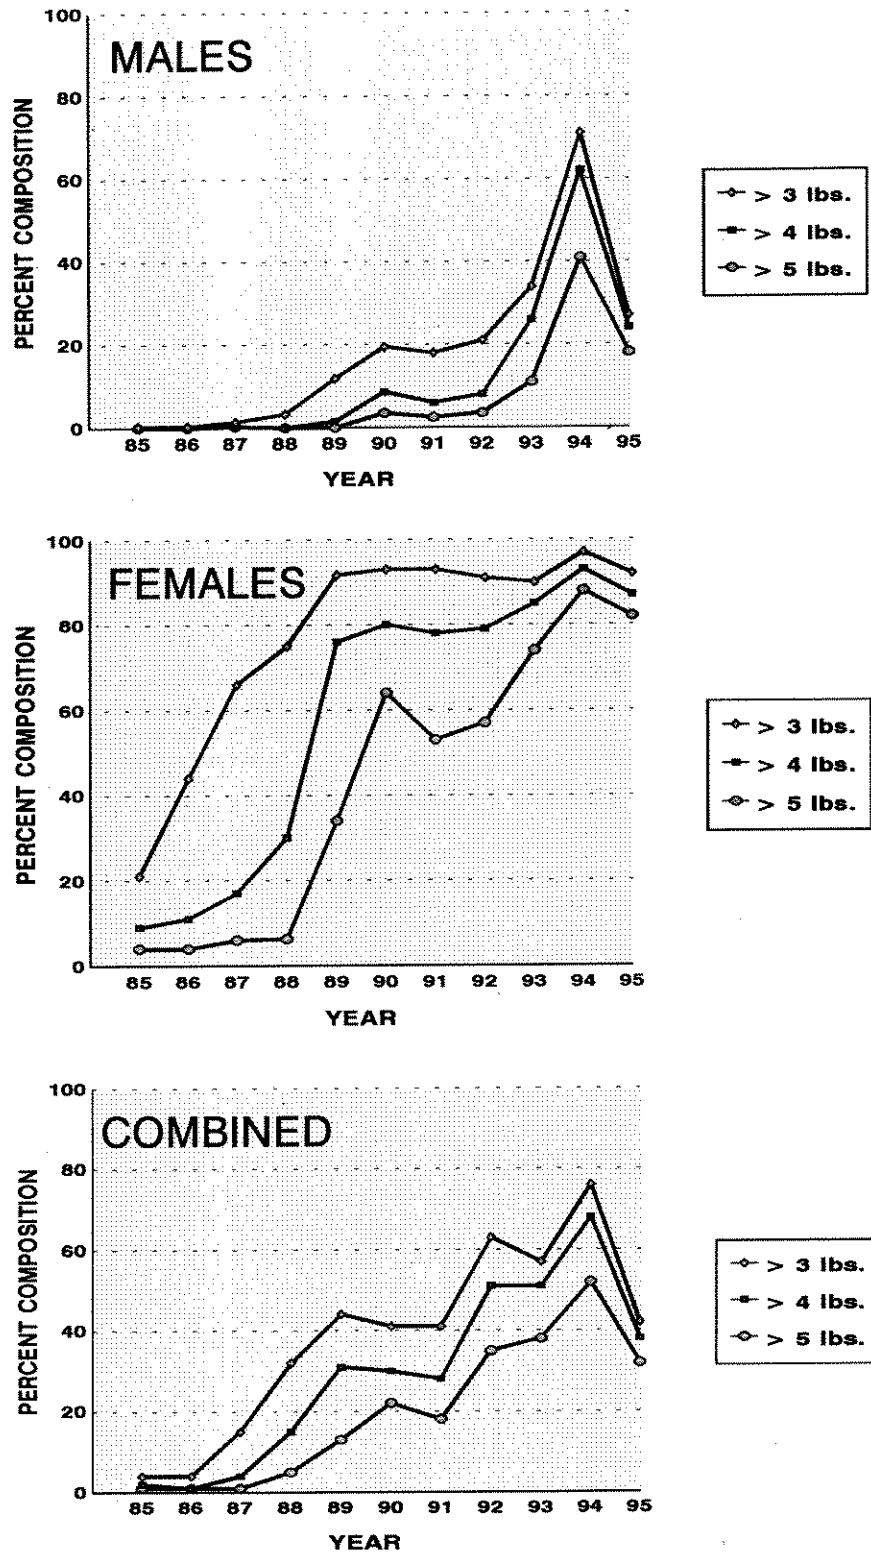 MALES
PERCENT COMPOSITION
100
80
60
40
20
0
85 86 87 88 89 90 91 92 93 94 95
YEAR
> 3 lbs.
> 4 lbs.
> 5 lbs.
FEMALES
PERCENT COMPOSITION
100
80
60
40
20
0
85 86 87 88 89 90 91 92 93 94 95
YEAR
> 3 lbs.
> 4 lbs.
> 5 lbs.
COMBINED
PERCENT COMPOSITION
100
80
60
40
20
0
85 86 87 88 89 90 91 92 93 94 95
YEAR
> 3 lbs.
> 4 lbs.
> 5 lbs.